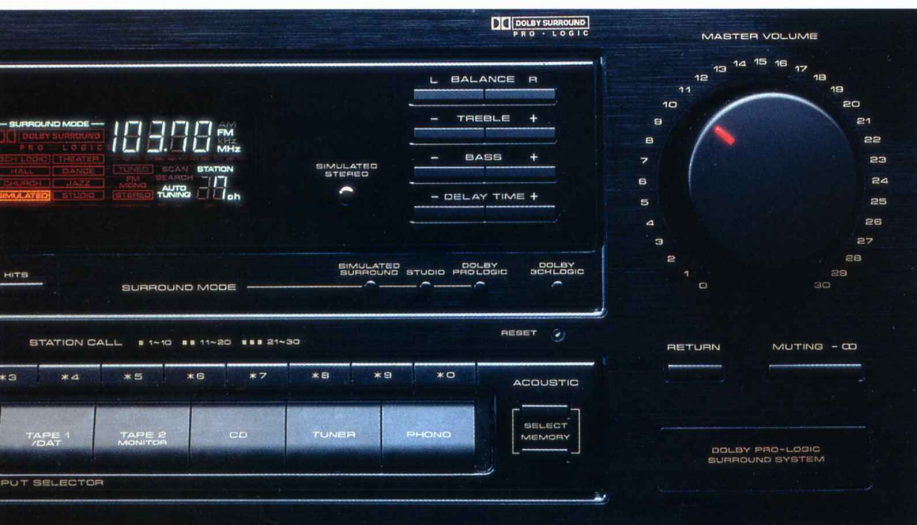 DOLBY SURROUND
PRO · LOGIC
MASTER VOLUME
0 1 2 3 4 5 6 7 8 9 10 11 12 13 14 15 16 17 18 19 20 21 22 23 24 25 26 27 28 29 30
L BALANCE R
- TREBLE +
- BASS +
- DELAY TIME +
SURROUND MODE
DOLBY SURROUND
PRO LOGIC
3CH LOGIC THEATER
HALL DANCE
CHURCH JAZZ
SIMULATED STUDIO
103.70
AM
FM
KHz
MHz
TUNED SCAN STATION
FM SEARCH
MONO AUTO
STEREO TUNING
ch
SIMULATED
STEREO
HITS
SURROUND MODE
SIMULATED
SURROUND
STUDIO
DOLBY
PRO LOGIC
DOLBY
3CH LOGIC
STATION CALL 1~10 11~20 21~30
RESET
*3 *4 *5 *6 *7 *8 *9 *0
TAPE 1
/DAT
TAPE 2
MONITOR
CD
TUNER
PHONO
PUT SELECTOR
ACOUSTIC
SELECT
MEMORY
RETURN
MUTING - ∞
DOLBY PRO-LOGIC
SURROUND SYSTEM